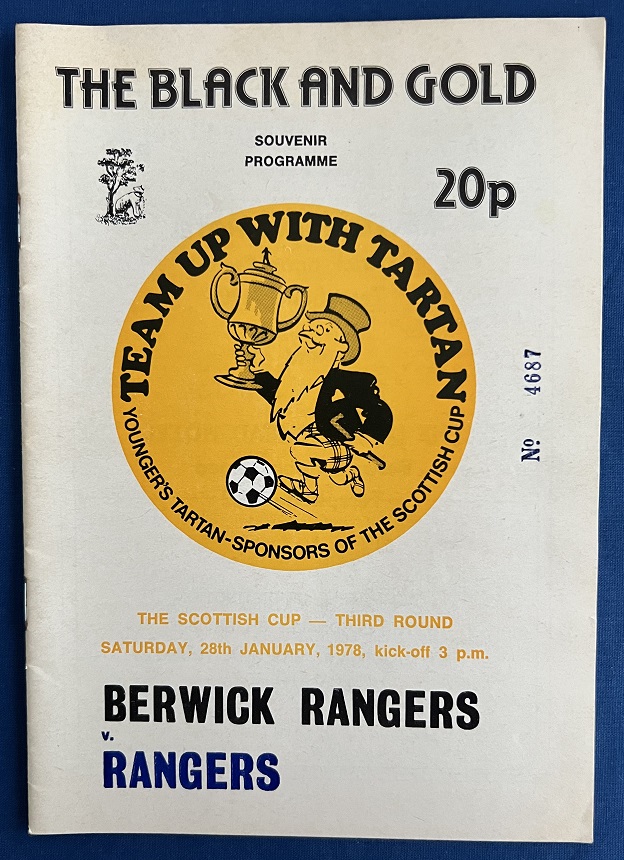 THE BLACK AND GOLD
SOUVENIR
PROGRAMME
20p
TEAM UP WITH TARTAN
YOUNGER'S TARTAN-SPONSORS OF THE SCOTTISH CUP
Nº 4687
THE SCOTTISH CUP — THIRD ROUND
SATURDAY, 28th JANUARY, 1978, kick-off 3 p.m.
BERWICK RANGERS
v.
RANGERS